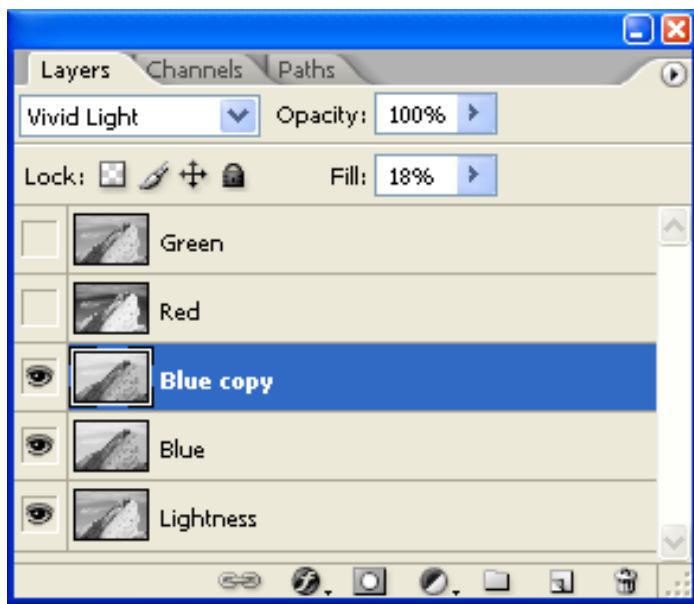 Layers Channels Paths
Vivid Light Opacity: 100%
Lock: Fill: 18%
Green
Red
Blue copy
Blue
Lightness